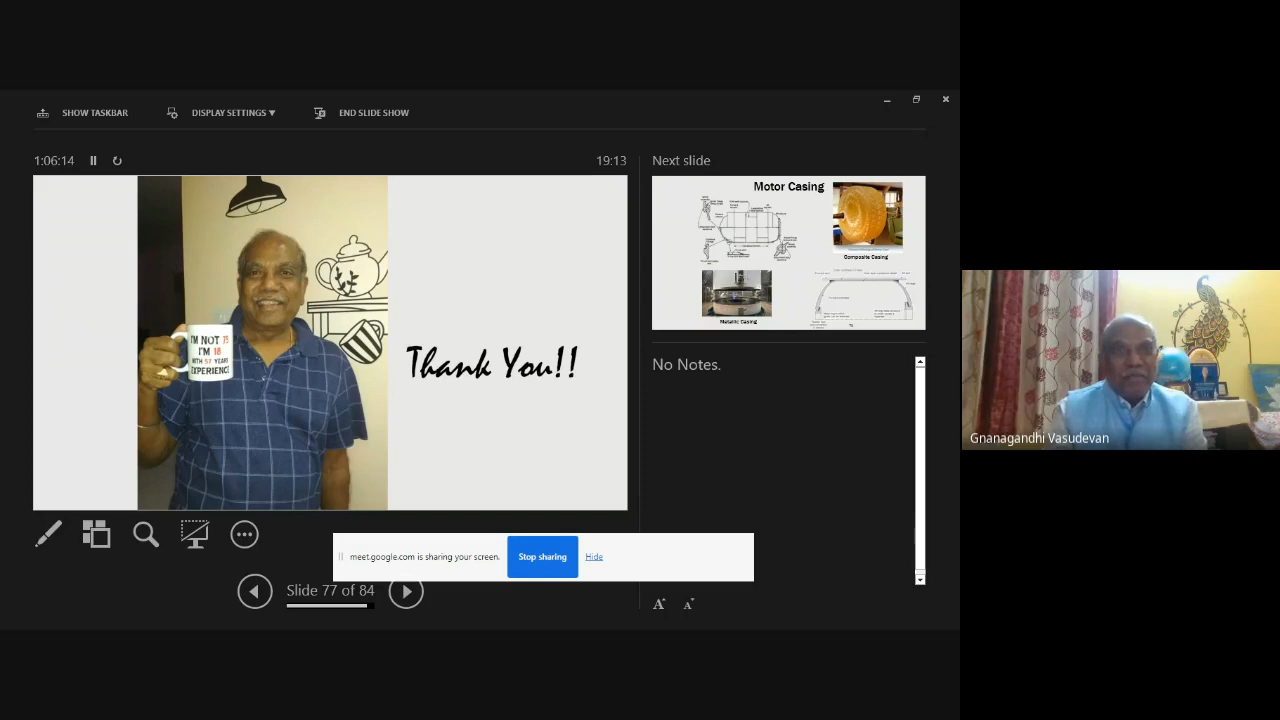 SHOW TASKBAR
DISPLAY SETTINGS ▾
END SLIDE SHOW
1:06:14
19:13
Next slide
I'M NOT 75
I'M 18
WITH 57 YEARS
EXPERIENCE
Thank You!!
Motor Casing
Composite Casing
Metallic Casing
No Notes.
Gnanagandhi Vasudevan
meet.google.com is sharing your screen.
Stop sharing
Hide
Slide 77 of 84
A
A